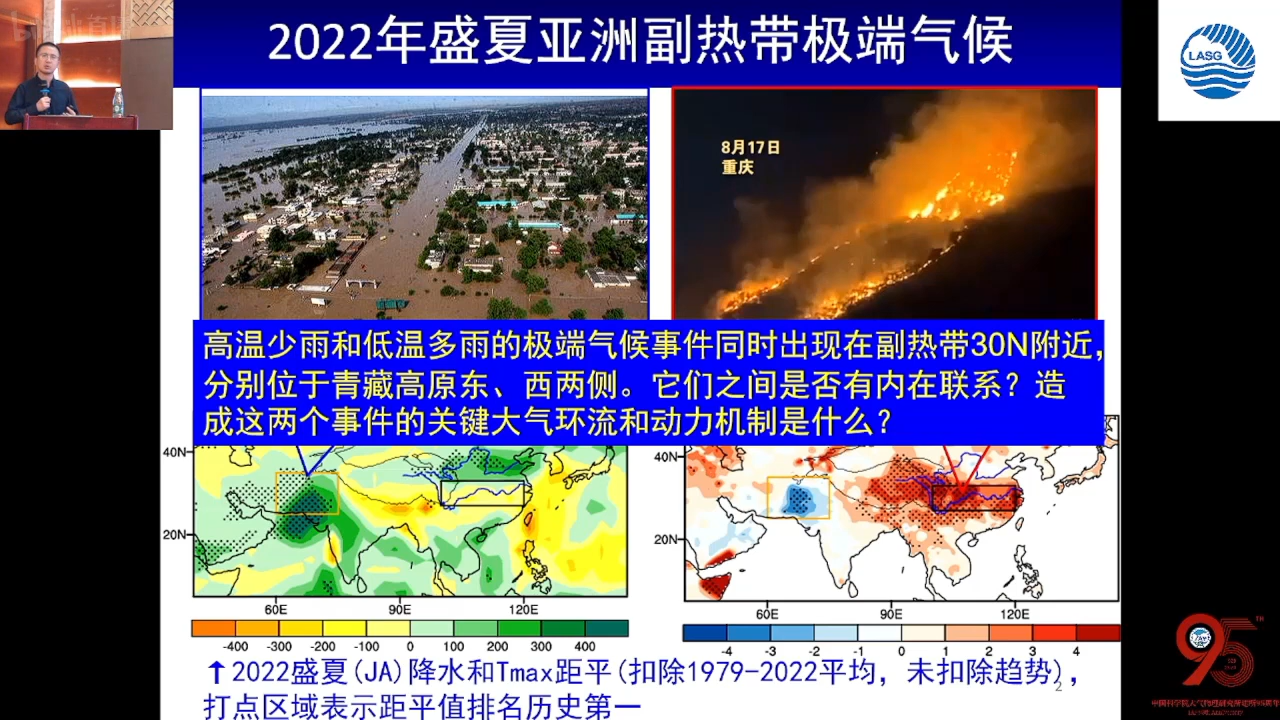 2022年盛夏亚洲副热带极端气候
LASG
8月17日
重庆
高温少雨和低温多雨的极端气候事件同时出现在副热带30N附近，
分别位于青藏高原东、西两侧。它们之间是否有内在联系？造
成这两个事件的关键大气环流和动力机制是什么？
40N
20N
60E 90E 120E
-400 -300 -200 -100 0 100 200 300 400
40N
20N
60E 90E 120E
-4 -3 -2 -1 0 1 2 3 4
↑2022盛夏(JA)降水和Tmax距平(扣除1979-2022平均，未扣除趋势)，
打点区域表示距平值排名历史第一
2
95
TH